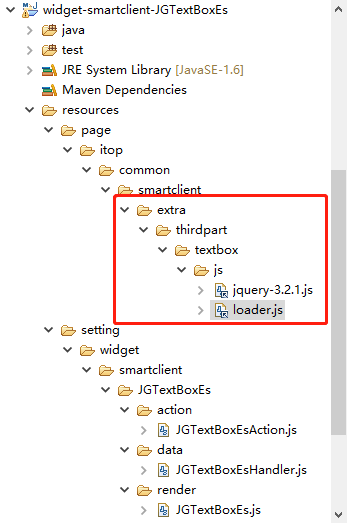 widget-smartclient-JGTextBoxEs
java
test
JRE System Library [JavaSE-1.6]
Maven Dependencies
resources
page
itop
common
smartclient
extra
thirdpart
textbox
js
jquery-3.2.1.js
loader.js
setting
widget
smartclient
JGTextBoxEs
action
JGTextBoxEsAction.js
data
JGTextBoxEsHandler.js
render
JGTextBoxEs.js